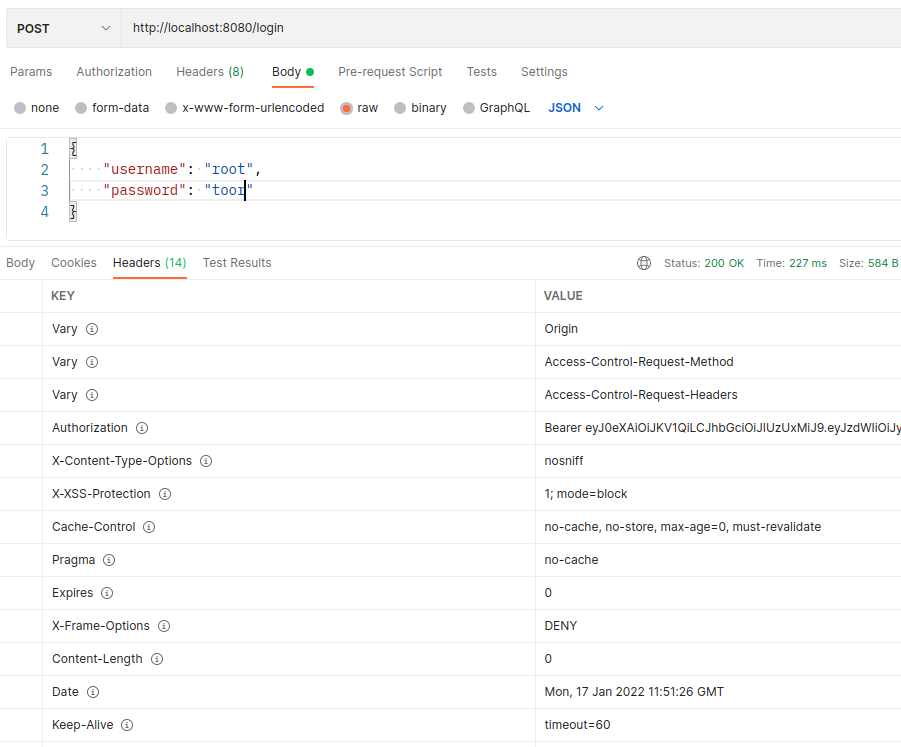 POST http://localhost:8080/login
Params Authorization Headers (8) Body Pre-request Script Tests Settings
none form-data x-www-form-urlencoded raw binary GraphQL JSON
1 {
2 "username": "root",
3 "password": "toor"
4 }
Body Cookies Headers (14) Test Results Status: 200 OK Time: 227 ms Size: 584 B
KEY VALUE
Vary Origin
Vary Access-Control-Request-Method
Vary Access-Control-Request-Headers
Authorization Bearer eyJ0eXAiOiJKV1QiLCJhbGciOiJIUzUxMiJ9.eyJzdWIiOiJy
X-Content-Type-Options nosniff
X-XSS-Protection 1; mode=block
Cache-Control no-cache, no-store, max-age=0, must-revalidate
Pragma no-cache
Expires 0
X-Frame-Options DENY
Content-Length 0
Date Mon, 17 Jan 2022 11:51:26 GMT
Keep-Alive timeout=60